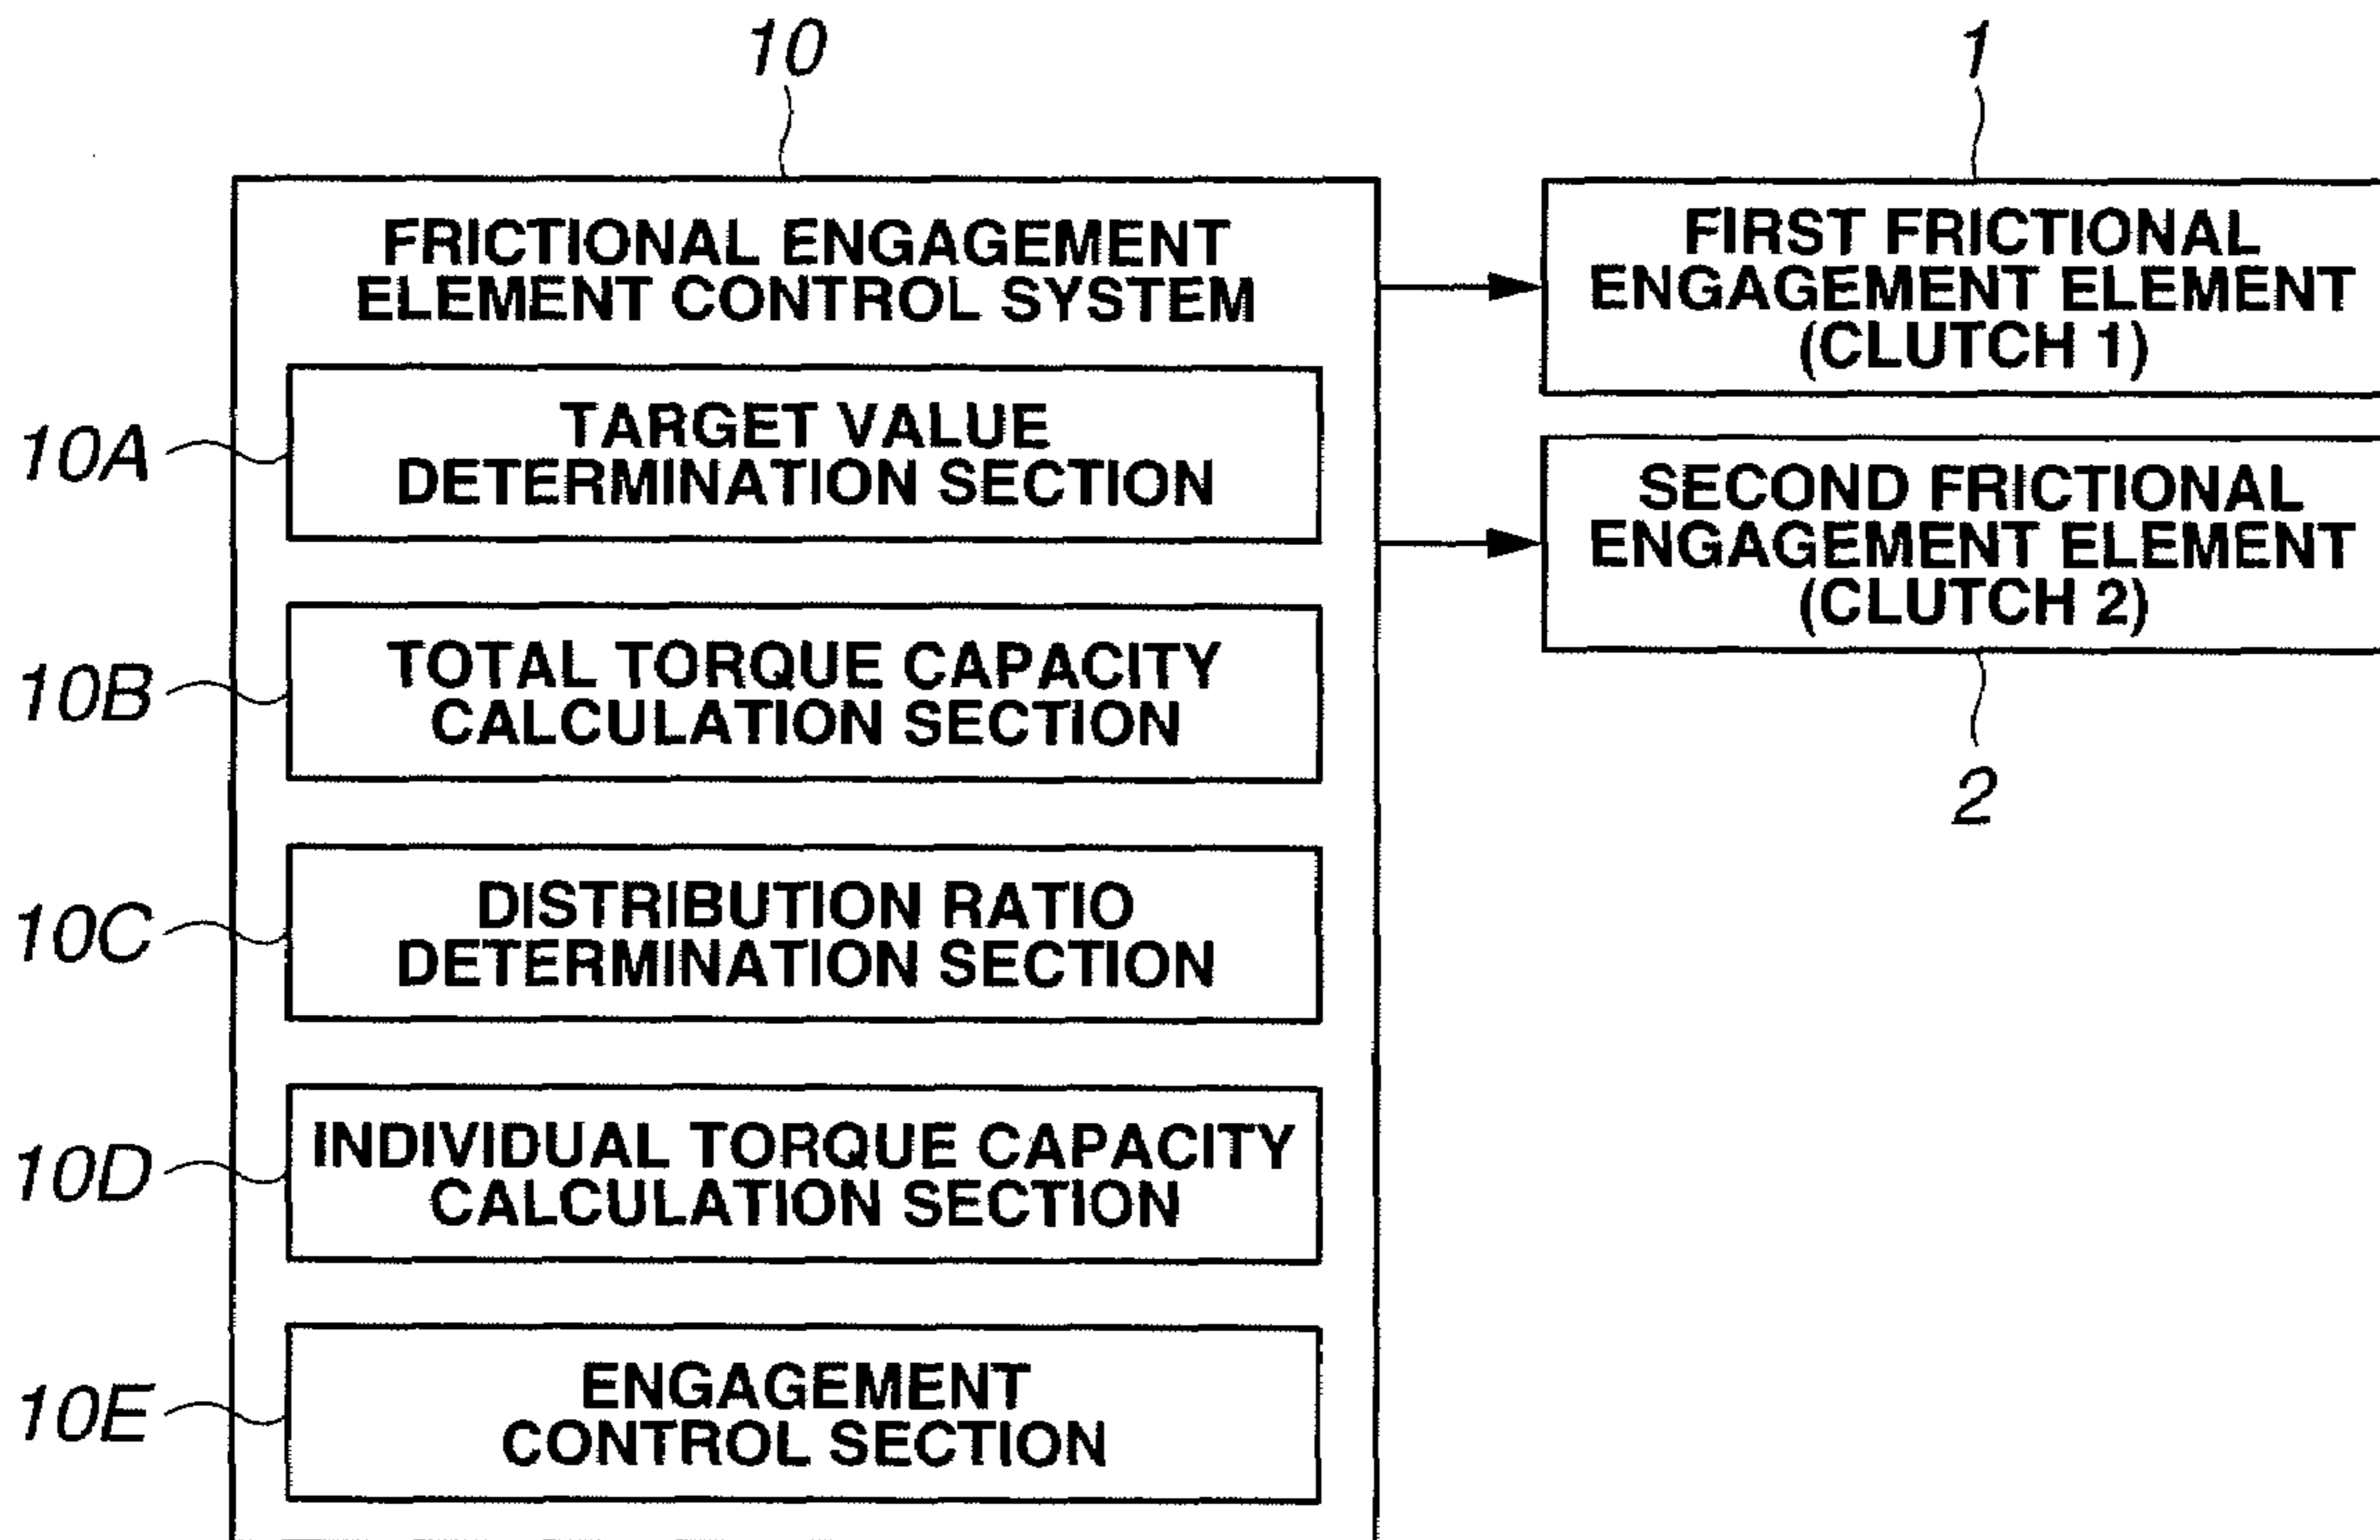 10
1
FRICTIONAL ENGAGEMENT
ELEMENT CONTROL SYSTEM
FIRST FRICTIONAL
ENGAGEMENT ELEMENT
(CLUTCH 1)
10A
TARGET VALUE
DETERMINATION SECTION
SECOND FRICTIONAL
ENGAGEMENT ELEMENT
(CLUTCH 2)
2
10B
TOTAL TORQUE CAPACITY
CALCULATION SECTION
10C
DISTRIBUTION RATIO
DETERMINATION SECTION
10D
INDIVIDUAL TORQUE CAPACITY
CALCULATION SECTION
10E
ENGAGEMENT
CONTROL SECTION